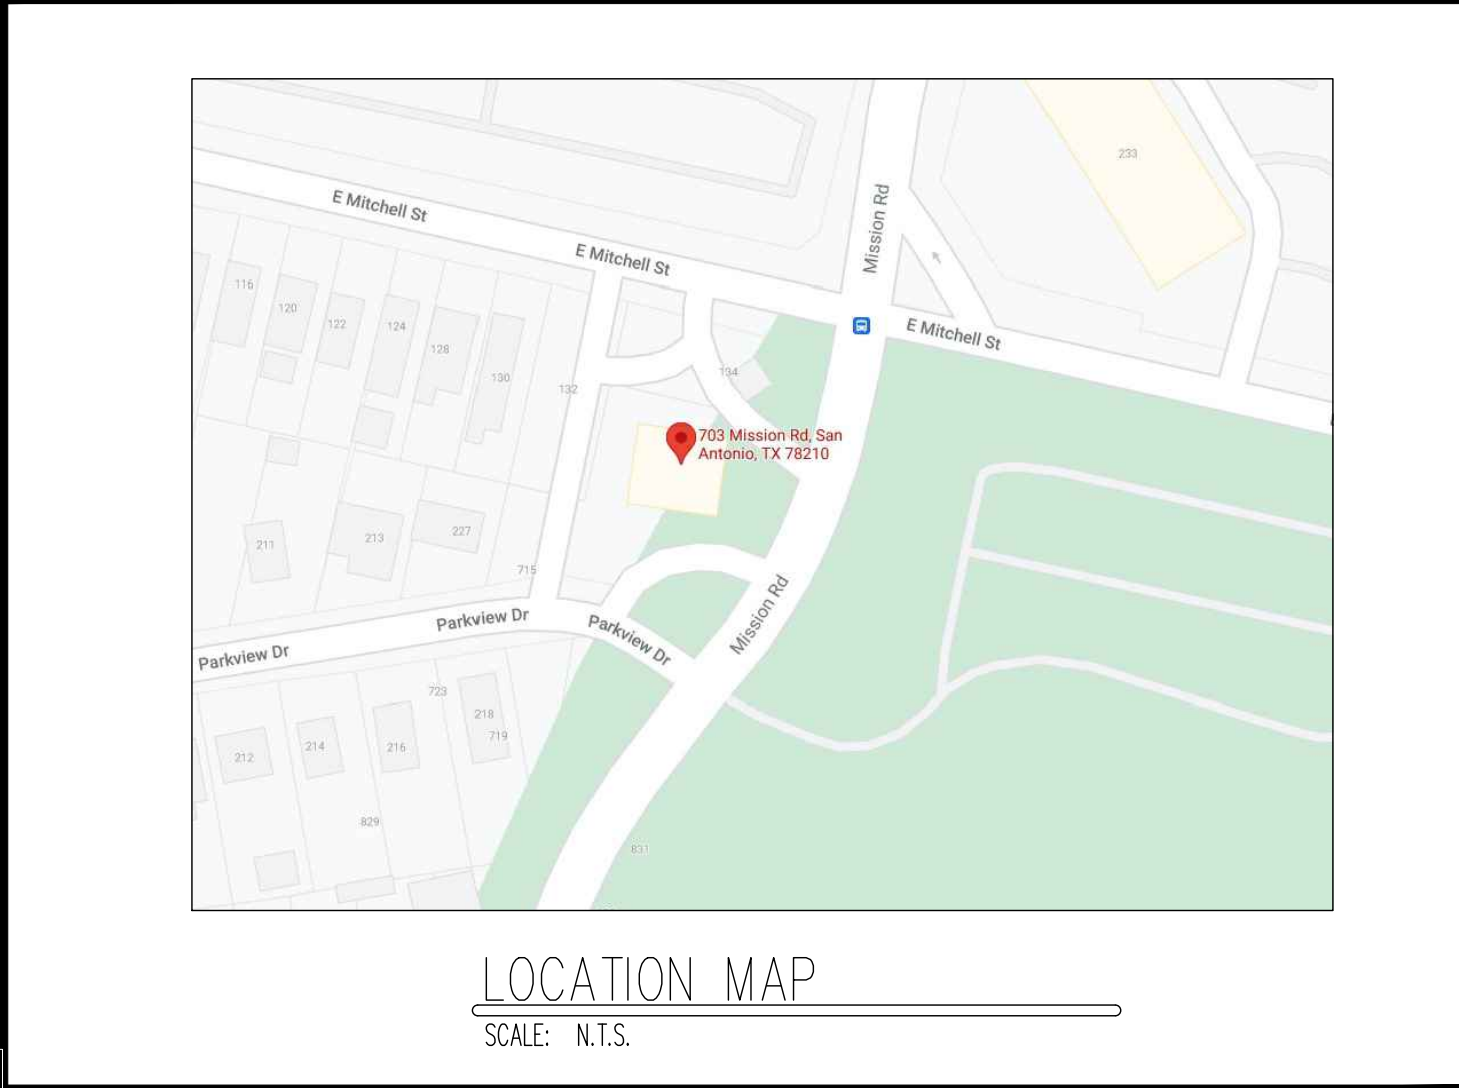 233
E Mitchell St
Mission Rd
E Mitchell St
116
120
122
124
128
130
E Mitchell St
134
132
703 Mission Rd, San
Antonio, TX 78210
211
213
227
715
Mission Rd
Parkview Dr
Parkview Dr
Parkview Dr
723
218
719
212
214
216
829
831
LOCATION MAP
SCALE: N.T.S.